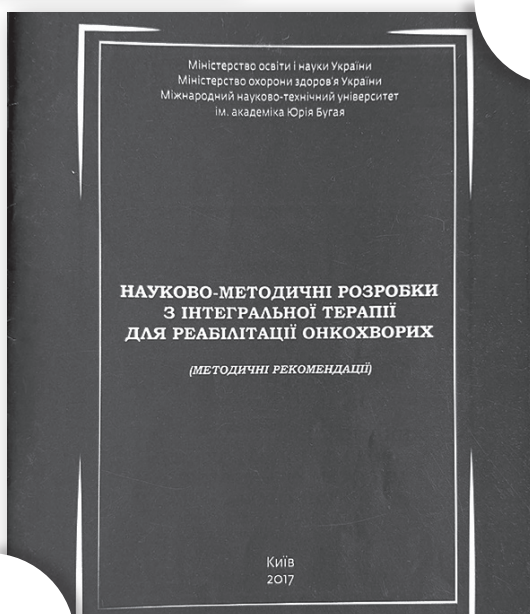 Міністерство освіти і науки України
Міністерство охорони здоров'я України
Міжнародний науково-технічний університет
ім. академіка Юрія Бугая
НАУКОВО-МЕТОДИЧНІ РОЗРОБКИ
З ІНТЕГРАЛЬНОЇ ТЕРАПІЇ
ДЛЯ РЕАБІЛІТАЦІЇ ОНКОХВОРИХ
(МЕТОДИЧНІ РЕКОМЕНДАЦІЇ)
Київ
2017